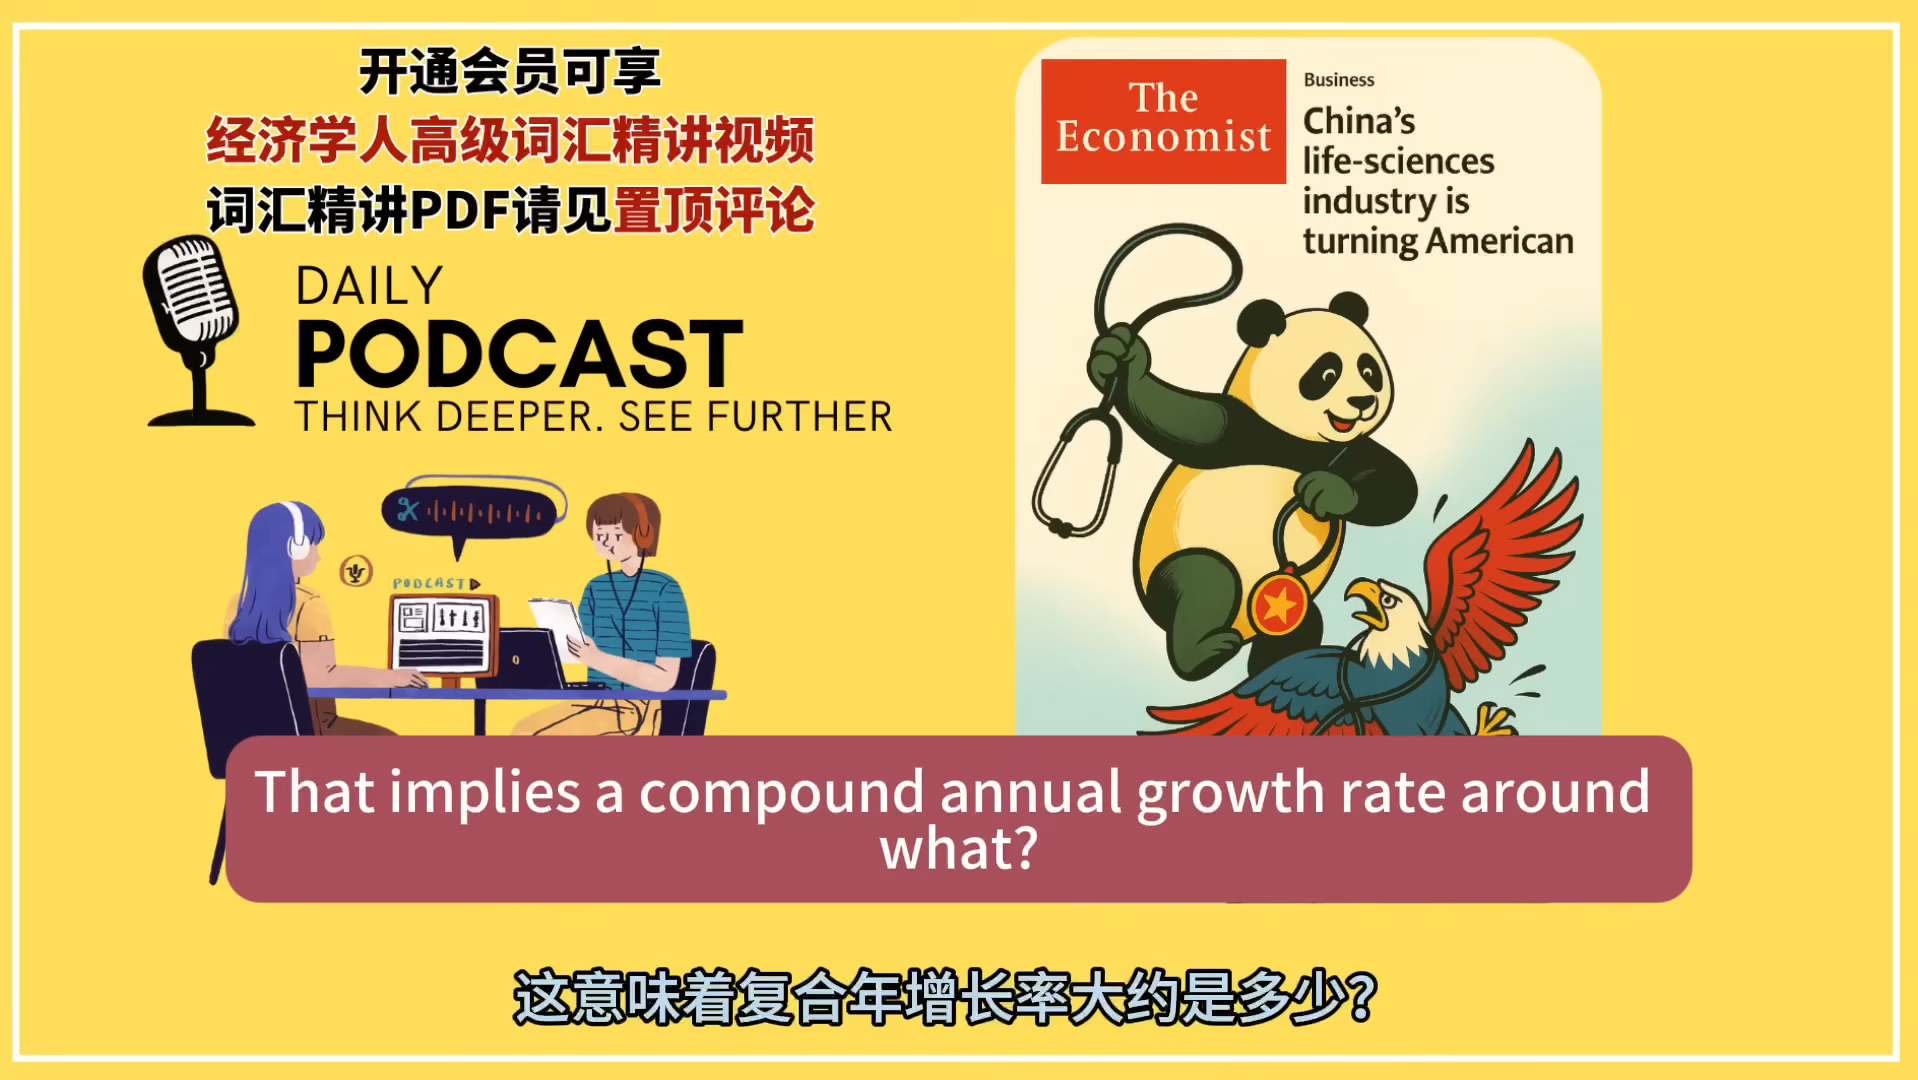 开通会员可享
经济学人高级词汇精讲视频
词汇精讲PDF请见置顶评论
DAILY
PODCAST
THINK DEEPER. SEE FURTHER
PODCAST
The
Economist
Business
China's
life-sciences
industry is
turning American
That implies a compound annual growth rate around
what?
这意味着复合年增长率大约是多少?